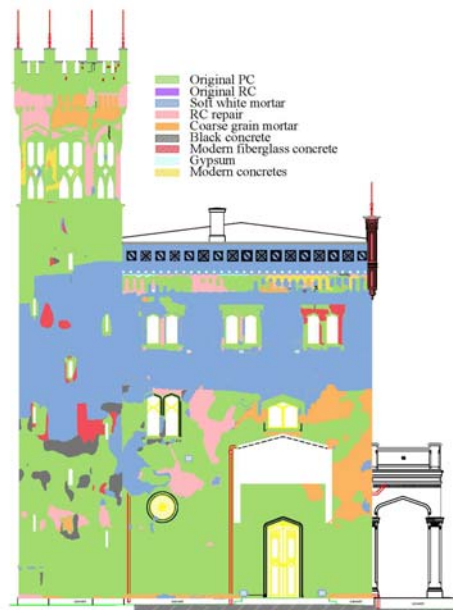 Original PC
Original RC
Soft white mortar
RC repair
Coarse grain mortar
Black concrete
Modern fiberglass concrete
Gypsum
Modern concretes